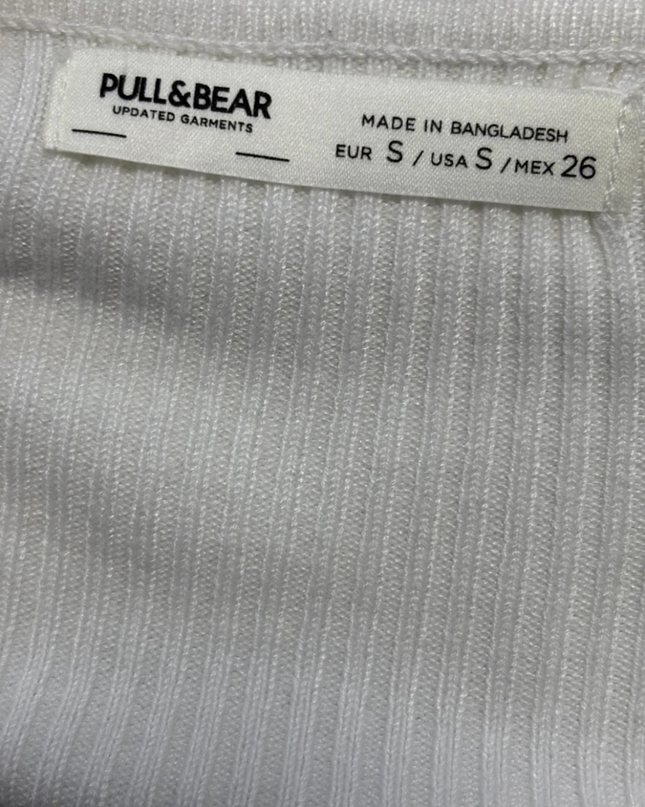 PULL&BEAR
UPDATED GARMENTS
MADE IN BANGLADESH
EUR S / USA S / MEX 26